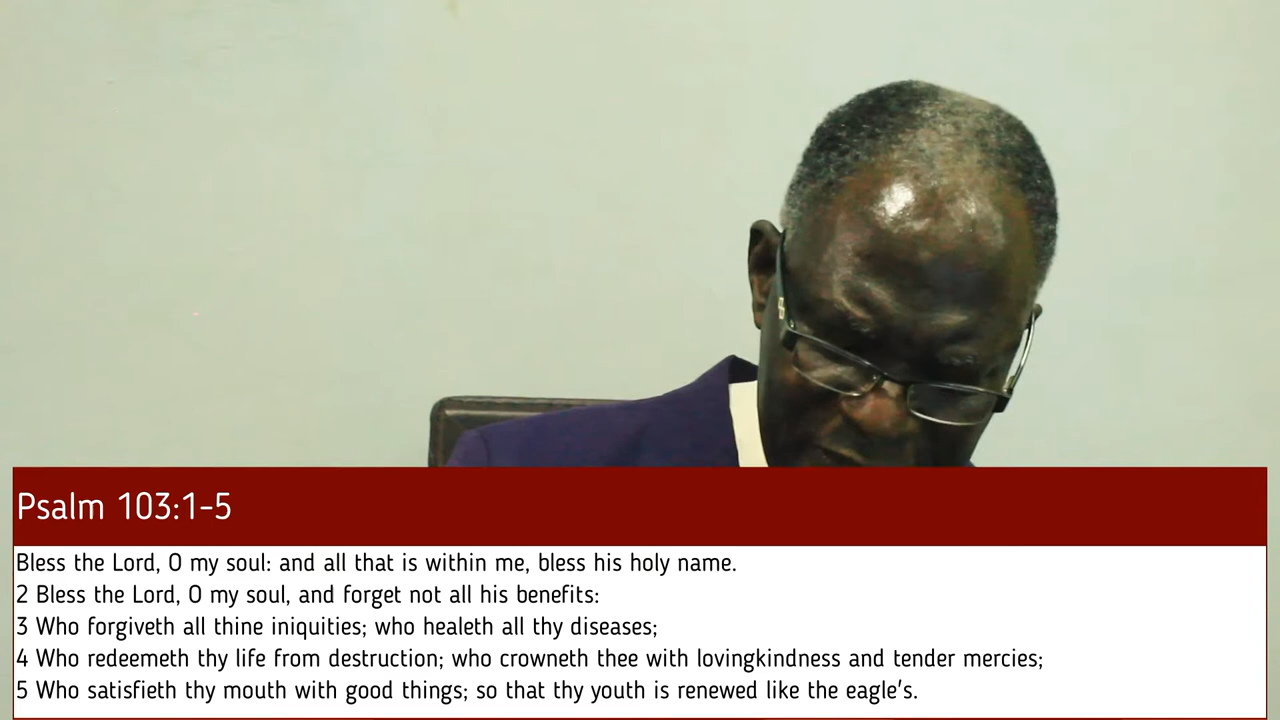 Psalm 103:1-5
Bless the Lord, O my soul: and all that is within me, bless his holy name.
2 Bless the Lord, O my soul, and forget not all his benefits:
3 Who forgiveth all thine iniquities; who healeth all thy diseases;
4 Who redeemeth thy life from destruction; who crowneth thee with lovingkindness and tender mercies;
5 Who satisfieth thy mouth with good things; so that thy youth is renewed like the eagle's.